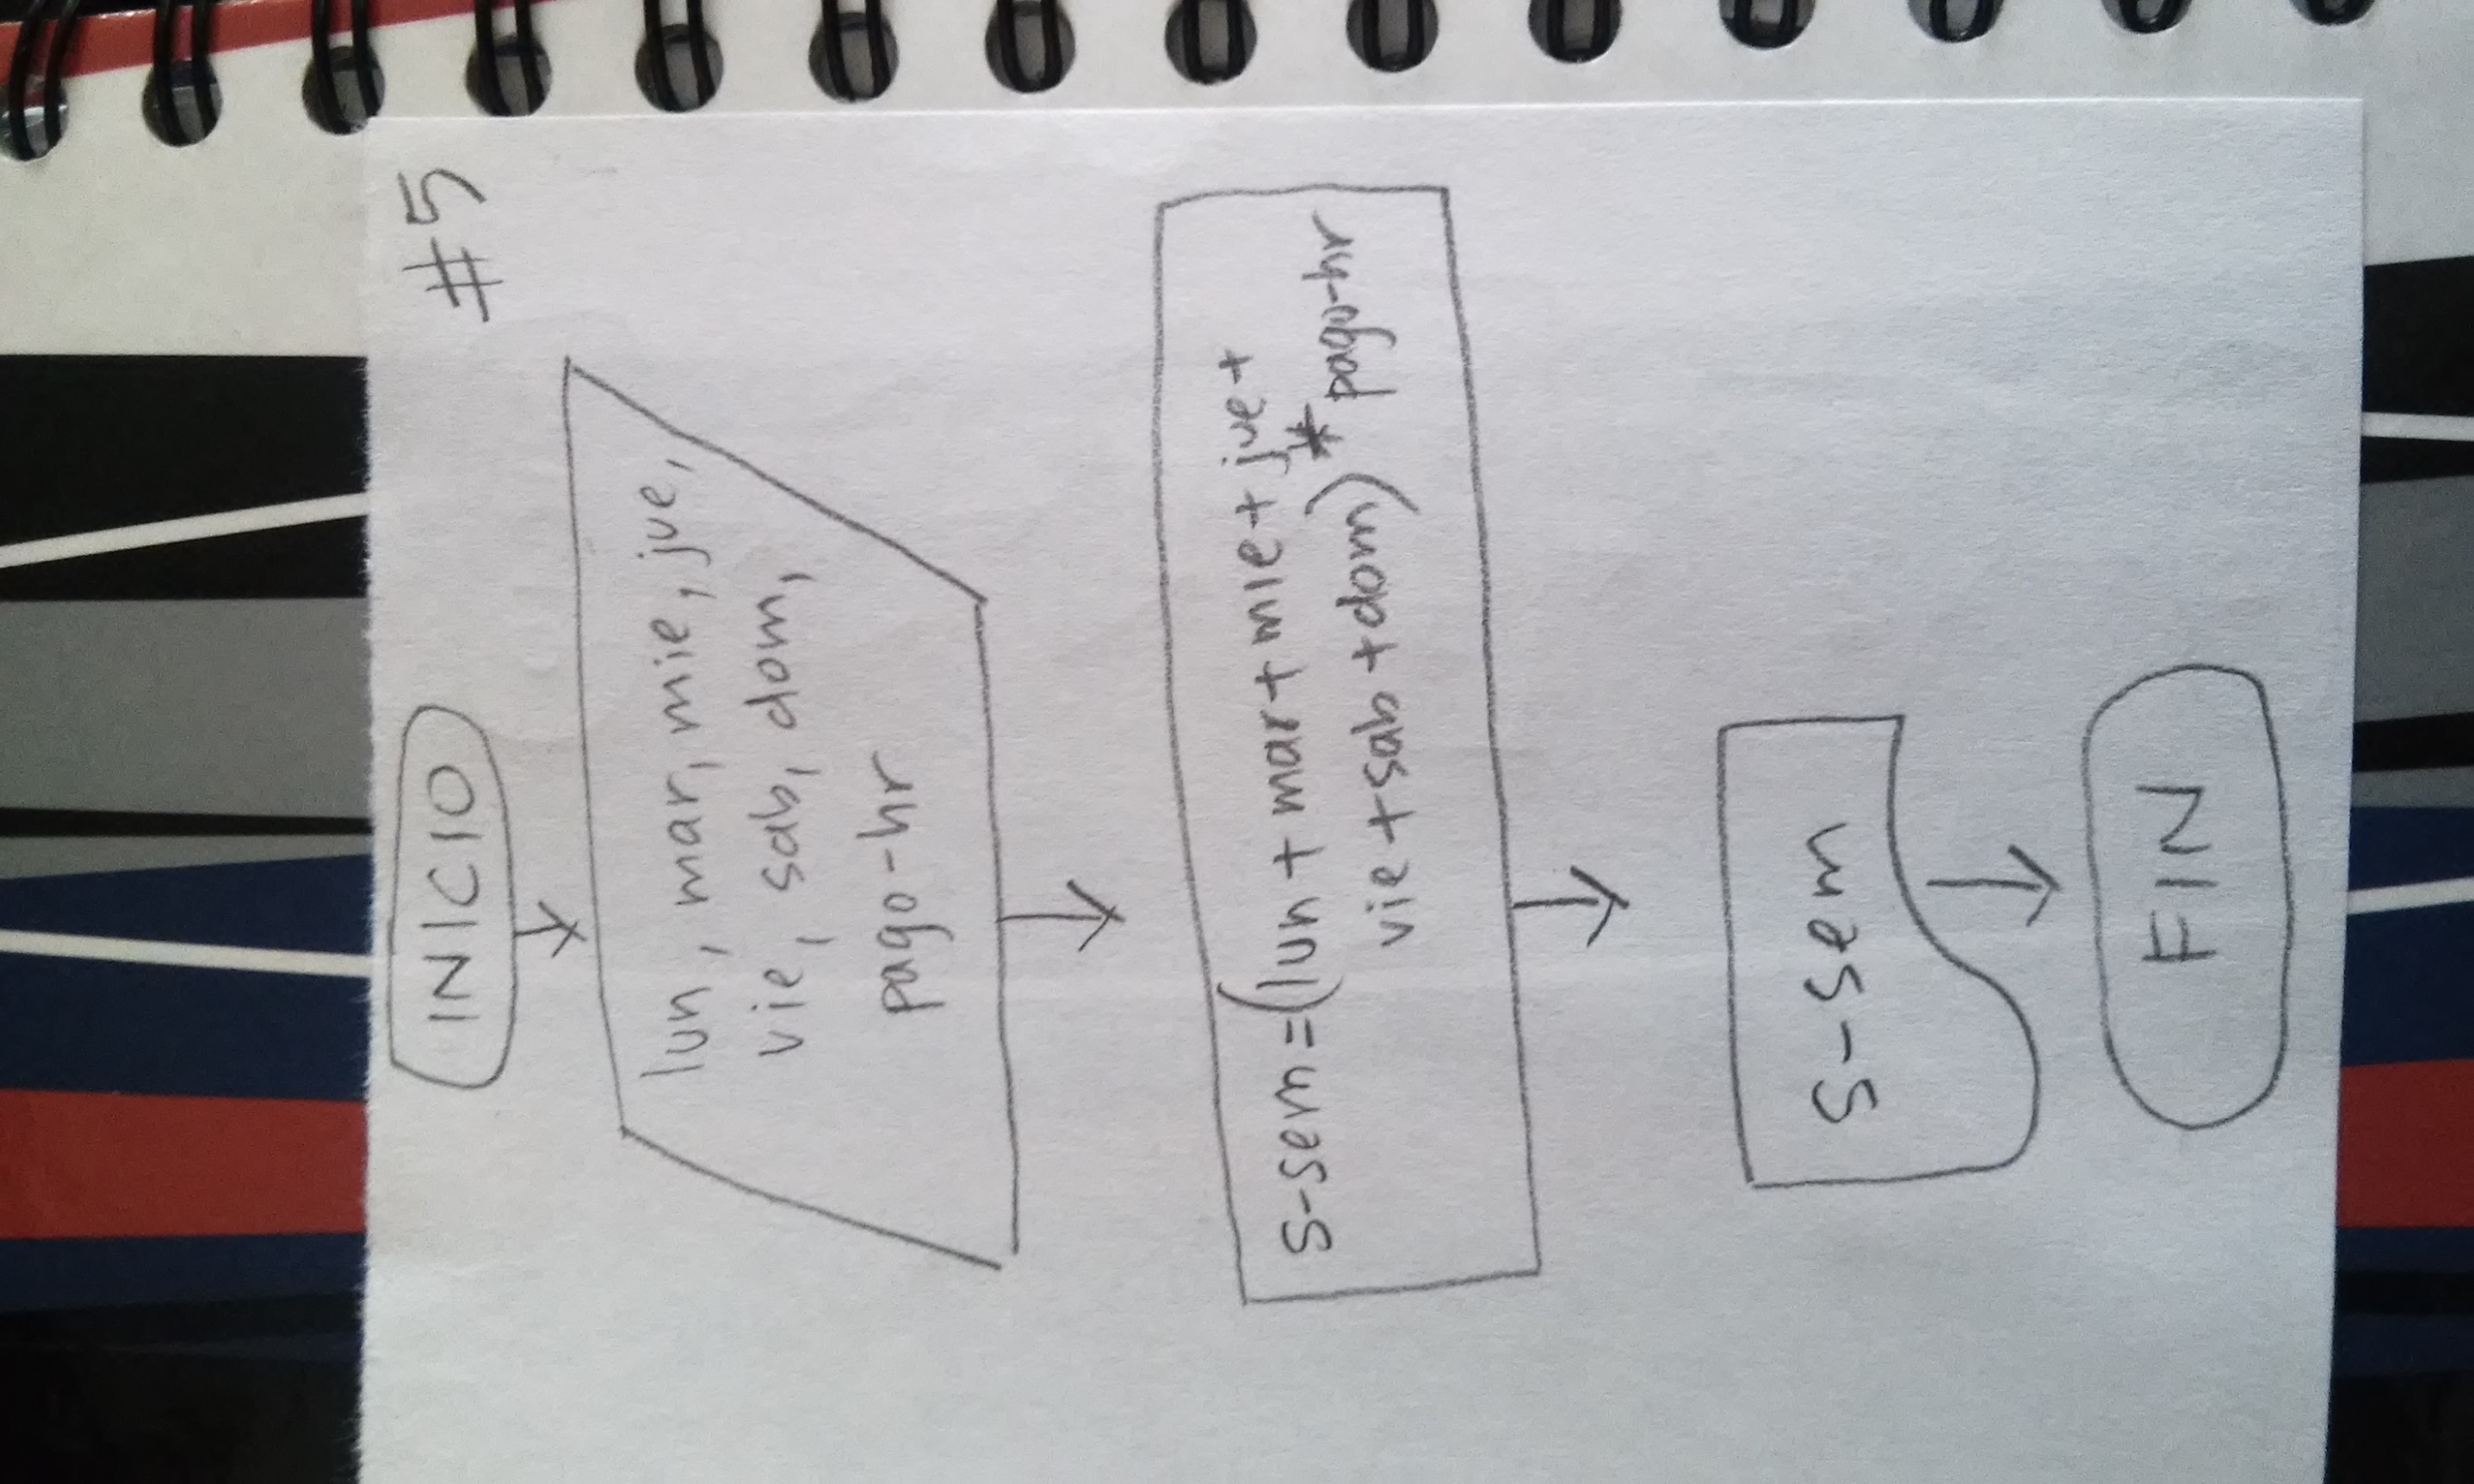 INICIO
#5
lun, mar, mie, jue,
vie, sab, dom,
pago-hr
s-sem=(lun + mar + mie + jue +
vie + sab + dom) * pago-hr
s-sem
FIN